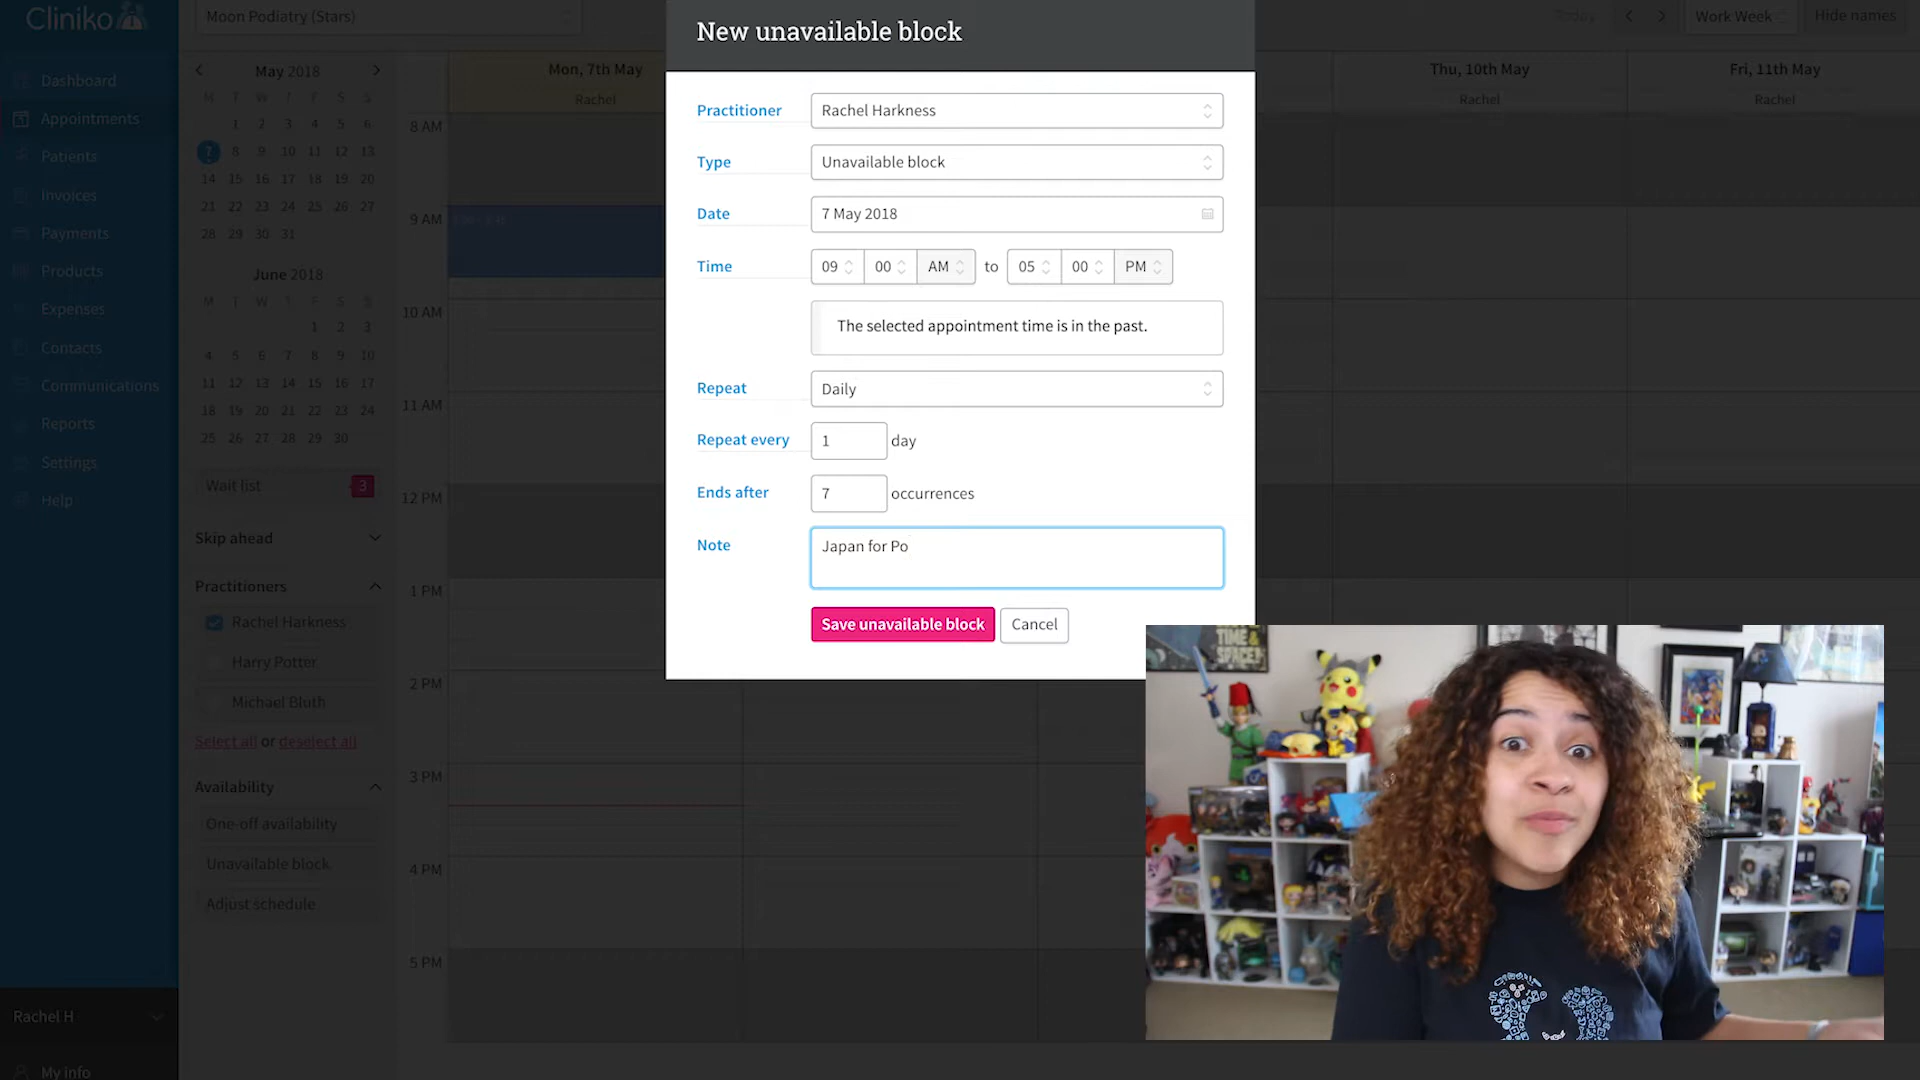 Cliniko
Dashboard
Appointments
Patients
Invoices
Payments
Products
Expenses
Contacts
Communications
Reports
Settings
Help
Rachel H
My Info
Moon Podiatry (Stars)
May 2018
M T W T F S S
1 2 3 4 5 6
7 8 9 10 11 12 13
14 15 16 17 18 19 20
21 22 23 24 25 26 27
28 29 30 31
June 2018
M T W T F S S
1 2 3
4 5 6 7 8 9 10
11 12 13 14 15 16 17
18 19 20 21 22 23 24
25 26 27 28 29 30
Wait list 3
Skip ahead
Practitioners
Rachel Harkness
Harry Potter
Michael Bluth
Select all or deselect all
Availability
One-off availability
Unavailable block
Adjust schedule
Today
Work Week
Hide names
Mon, 7th May
Rachel
Thu, 10th May
Rachel
Fri, 11th May
Rachel
8 AM
9 AM
10 AM
11 AM
12 PM
1 PM
2 PM
3 PM
4 PM
5 PM
New unavailable block
Practitioner Rachel Harkness
Type Unavailable block
Date 7 May 2018
Time 09 00 AM to 05 00 PM
The selected appointment time is in the past.
Repeat Daily
Repeat every 1 day
Ends after 7 occurrences
Note Japan for Po
Save unavailable block Cancel
TIME &
SPACE!